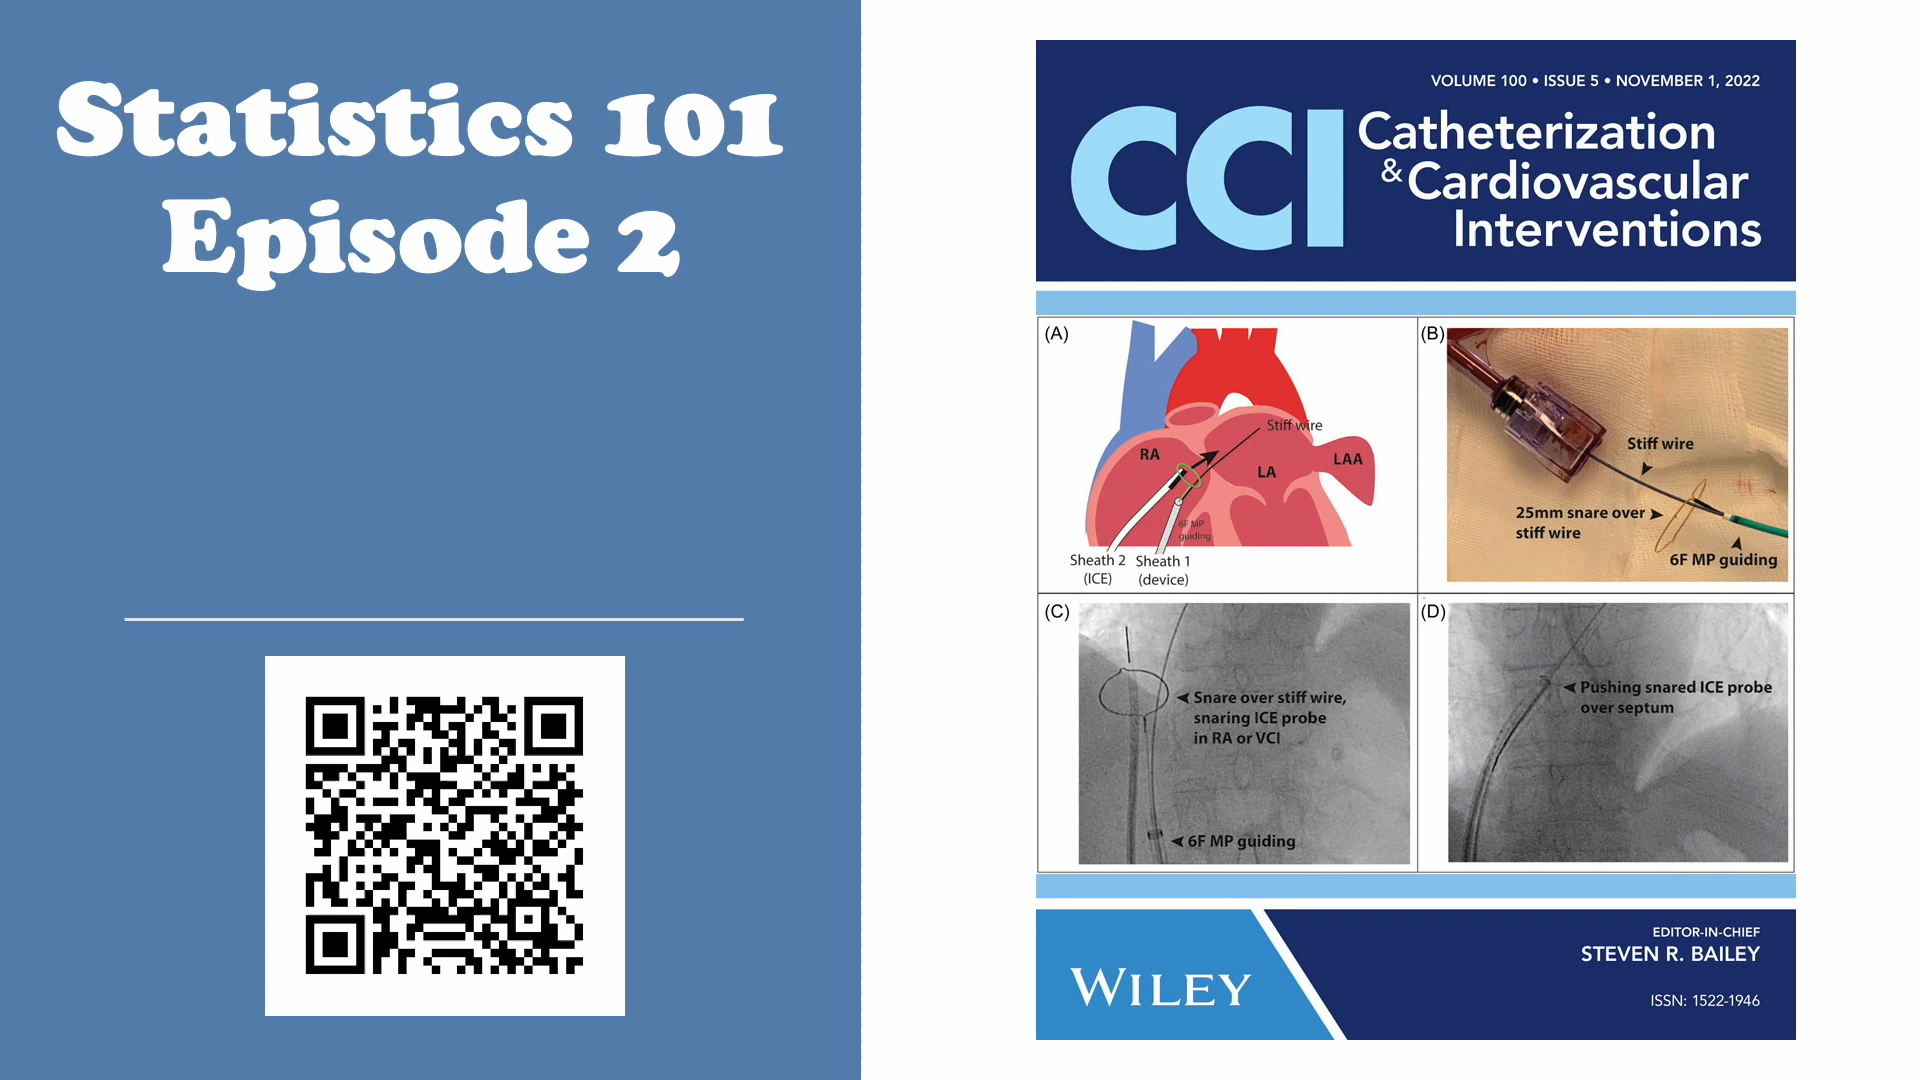 Statistics 101
Episode 2
VOLUME 100 • ISSUE 5 • NOVEMBER 1, 2022
CCI
Catheterization
& Cardiovascular
Interventions
(A)
Stiff wire
RA
LA
LAA
6F MP
guiding
Sheath 2
(ICE)
Sheath 1
(device)
(B)
Stiff wire
25mm snare over
stiff wire
6F MP guiding
(C)
Snare over stiff wire,
snaring ICE probe
in RA or VCI
6F MP guiding
(D)
Pushing snared ICE probe
over septum
WILEY
EDITOR-IN-CHIEF
STEVEN R. BAILEY
ISSN: 1522-1946